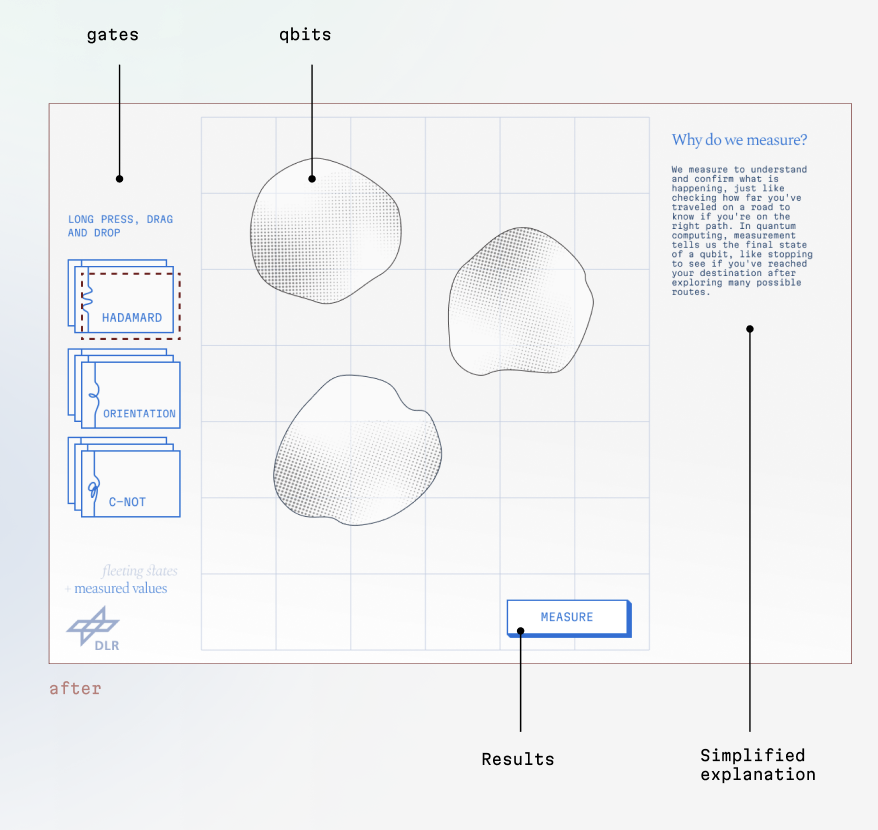 gates
qbits
LONG PRESS, DRAG
AND DROP
HADAMARD
ORIENTATION
C-NOT
fleeting states
+ measured values
DLR
MEASURE
Why do we measure?
We measure to understand
and confirm what is
happening, just like
checking how far you've
traveled on a road to
know if you're on the
right path. In quantum
computing, measurement
tells us the final state
of a qubit, like stopping
to see if you've reached
your destination after
exploring many possible
routes.
after
Results
Simplified
explanation